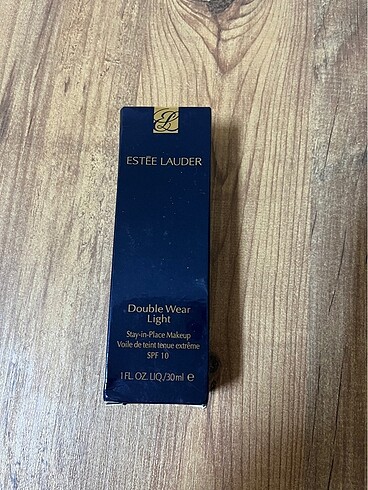 ESTĒE LAUDER
Double Wear
Light
Stay-in-Place Makeup
Voile de teint tenue extrême
SPF 10
1 FL. OZ. LIQ./30ml ℮